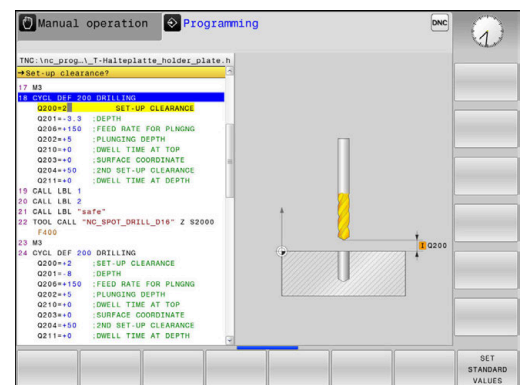 Manual operation
Programming
DNC
TNC:\nc_prog…\_T-Halteplatte_holder_plate.h
→Set-up clearance?
17 M3
18 CYCL DEF 200 DRILLING
Q200=2 SET-UP CLEARANCE
Q201=-3.3 ;DEPTH
Q206=+150 ;FEED RATE FOR PLNGNG
Q202=+5 ;PLUNGING DEPTH
Q210=+0 ;DWELL TIME AT TOP
Q203=+0 ;SURFACE COORDINATE
Q204=+50 ;2ND SET-UP CLEARANCE
Q211=+0 ;DWELL TIME AT DEPTH
19 CALL LBL 1
20 CALL LBL 2
21 CALL LBL "safe"
22 TOOL CALL "NC_SPOT_DRILL_D16" Z S2000
F400
23 M3
24 CYCL DEF 200 DRILLING
Q200=+2 ;SET-UP CLEARANCE
Q201=-8 ;DEPTH
Q206=+150 ;FEED RATE FOR PLNGNG
Q202=+5 ;PLUNGING DEPTH
Q210=+0 ;DWELL TIME AT TOP
Q203=+0 ;SURFACE COORDINATE
Q204=+50 ;2ND SET-UP CLEARANCE
Q211=+0 ;DWELL TIME AT DEPTH
I Q200
SET
STANDARD
VALUES